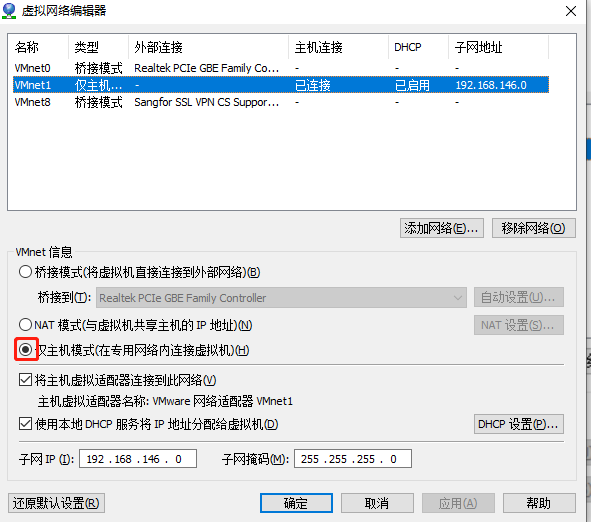 虚拟网络编辑器
名称 类型 外部连接 主机连接 DHCP 子网地址
VMnet0 桥接模式 Realtek PCIe GBE Family Co... - - -
VMnet1 仅主机... - 已连接 已启用 192.168.146.0
VMnet8 桥接模式 Sangfor SSL VPN CS Suppor... - - -
添加网络(E)... 移除网络(O)
VMnet 信息
桥接模式(将虚拟机直接连接到外部网络)(B)
桥接到(T): Realtek PCIe GBE Family Controller 自动设置(U)...
NAT 模式(与虚拟机共享主机的 IP 地址)(N) NAT 设置(S)...
仅主机模式(在专用网络内连接虚拟机)(H)
将主机虚拟适配器连接到此网络(V)
主机虚拟适配器名称: VMware 网络适配器 VMnet1
使用本地 DHCP 服务将 IP 地址分配给虚拟机(D) DHCP 设置(P)...
子网 IP (I): 192 . 168 . 146 . 0 子网掩码(M): 255 . 255 . 255 . 0
还原默认设置(R) 确定 取消 应用(A) 帮助